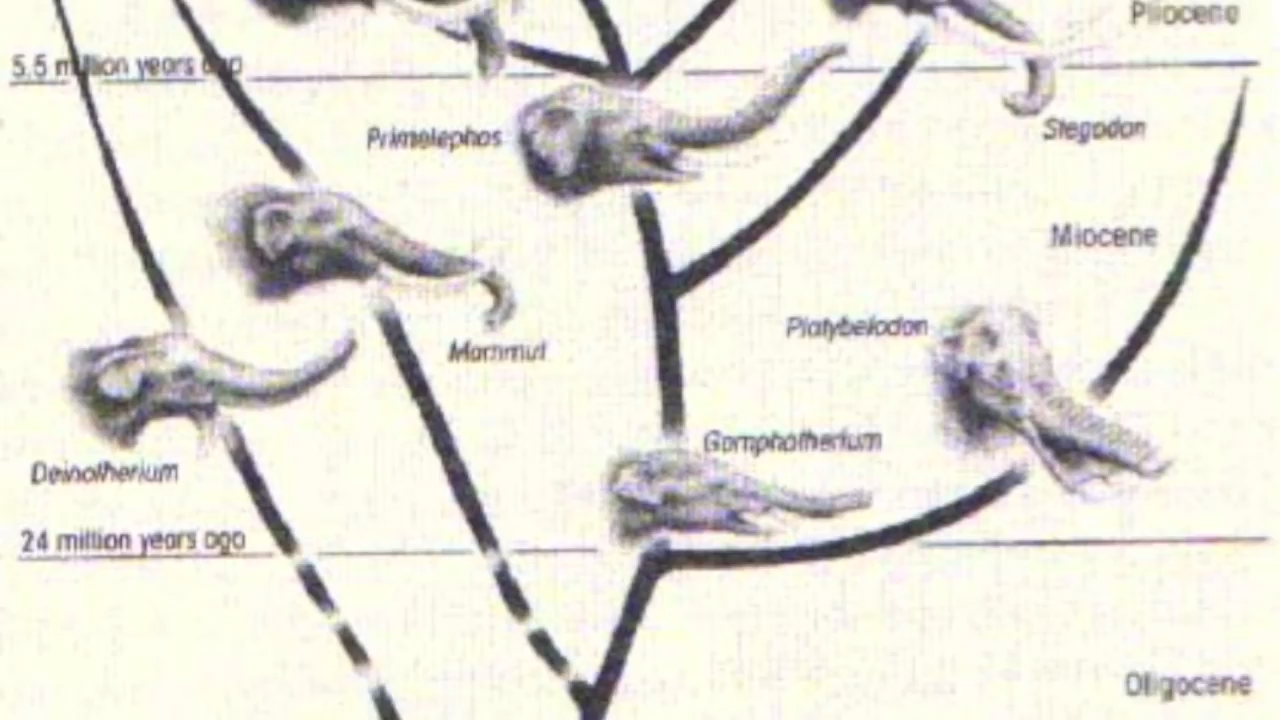 Pliocene
5.5 million years ago
Primelephas
Stegodon
Miocene
Platybelodon
Mammut
Gomphotherium
Deinotherium
24 million years ago
Oligocene